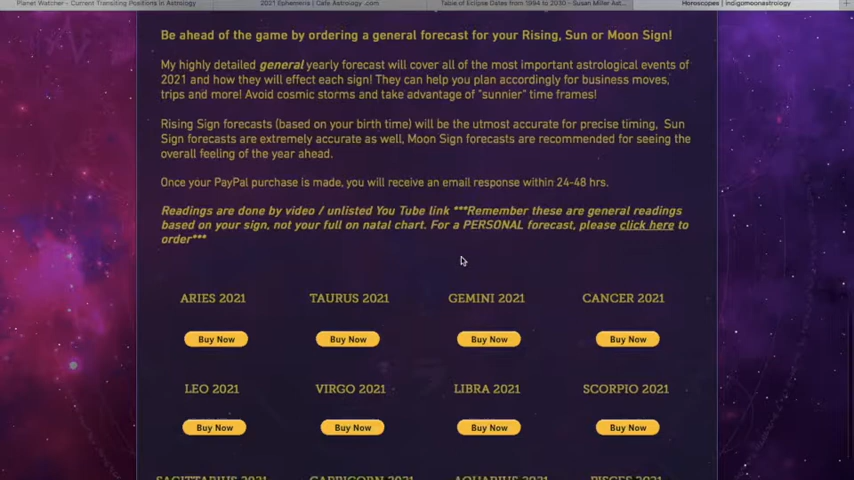 Planet Watcher - Current Transiting Positions in Astrology
2021 Ephemeris | Cafe Astrology .com
Table of Eclipse Dates from 1994 to 2030 - Susan Miller Ast...
Horoscopes | indigomoonastrology
Be ahead of the game by ordering a general forecast for your Rising, Sun or Moon Sign!
My highly detailed general yearly forecast will cover all of the most important astrological events of
2021 and how they will effect each sign! They can help you plan accordingly for business moves,
trips and more! Avoid cosmic storms and take advantage of "sunnier" time frames!
Rising Sign forecasts (based on your birth time) will be the utmost accurate for precise timing, Sun
Sign forecasts are extremely accurate as well, Moon Sign forecasts are recommended for seeing the
overall feeling of the year ahead.
Once your PayPal purchase is made, you will receive an email response within 24-48 hrs.
Readings are done by video / unlisted You Tube link ***Remember these are general readings
based on your sign, not your full on natal chart. For a PERSONAL forecast, please click here to
order***
ARIES 2021 TAURUS 2021 GEMINI 2021 CANCER 2021
Buy Now Buy Now Buy Now Buy Now
LEO 2021 VIRGO 2021 LIBRA 2021 SCORPIO 2021
Buy Now Buy Now Buy Now Buy Now
SAGITTARIUS 2021 CAPRICORN 2021 AQUARIUS 2021 PISCES 2021